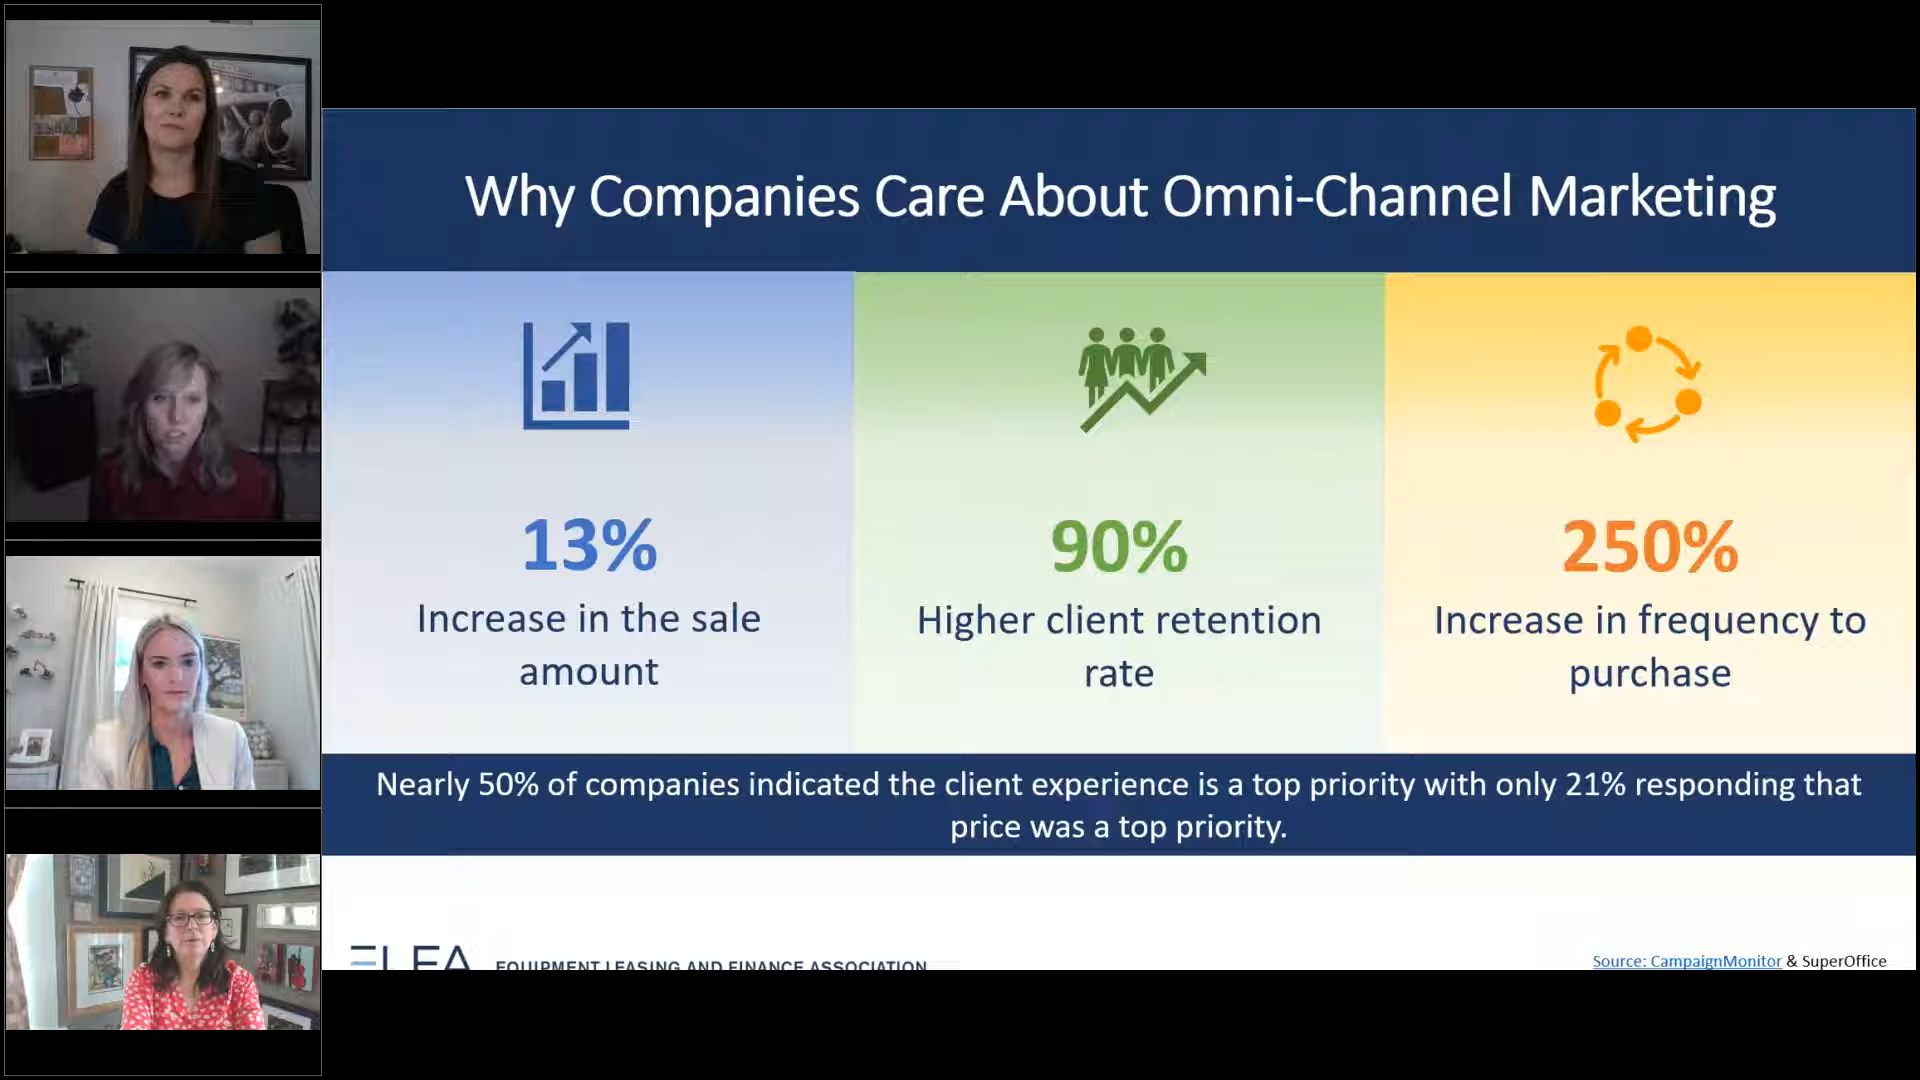 Why Companies Care About Omni-Channel Marketing
13%
Increase in the sale
amount
90%
Higher client retention
rate
250%
Increase in frequency to
purchase
Nearly 50% of companies indicated the client experience is a top priority with only 21% responding that
price was a top priority.
ELFA EQUIPMENT LEASING AND FINANCE ASSOCIATION
Source: CampaignMonitor & SuperOffice